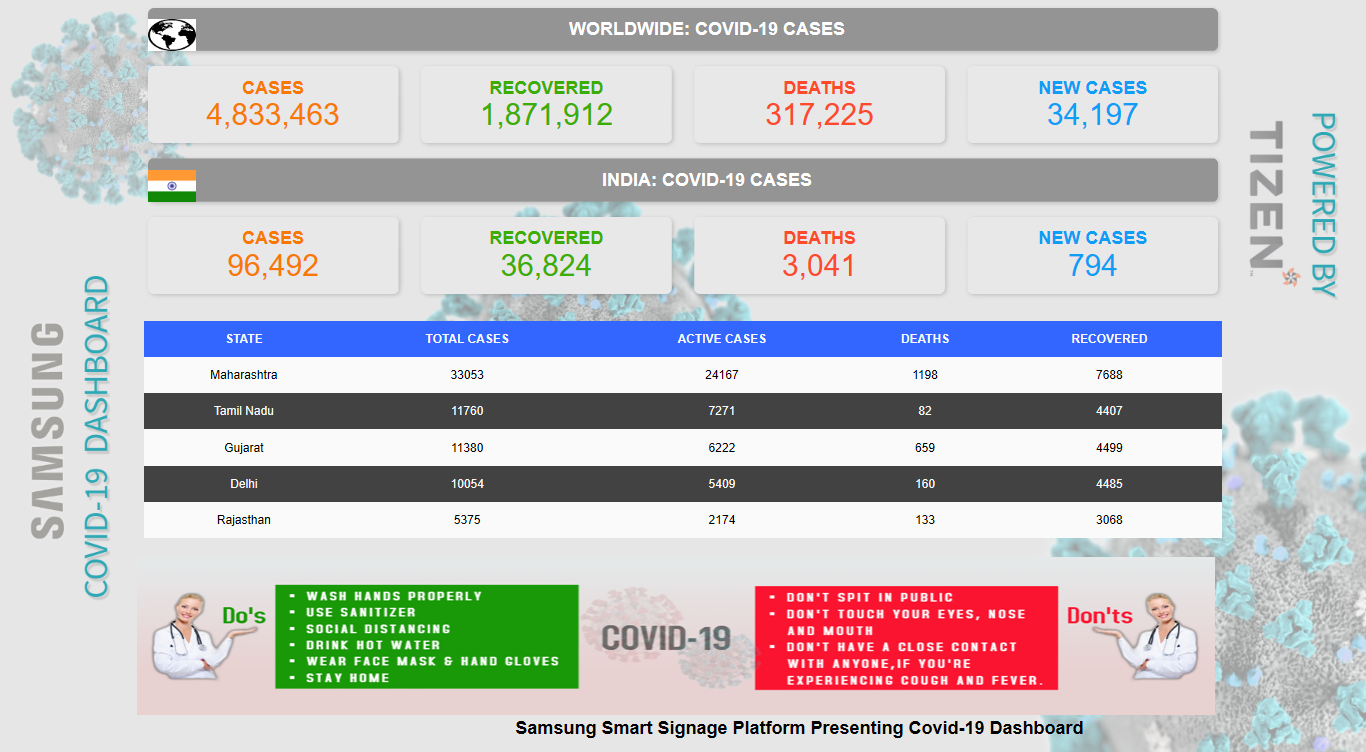 WORLDWIDE: COVID-19 CASES
CASES RECOVERED DEATHS NEW CASES
4,833,463 1,871,912 317,225 34,197
INDIA: COVID-19 CASES
CASES RECOVERED DEATHS NEW CASES
96,492 36,824 3,041 794
SAMSUNG
COVID-19 DASHBOARD
POWERED BY
TIZEN™
STATE TOTAL CASES ACTIVE CASES DEATHS RECOVERED
Maharashtra 33053 24167 1198 7688
Tamil Nadu 11760 7271 82 4407
Gujarat 11380 6222 659 4499
Delhi 10054 5409 160 4485
Rajasthan 5375 2174 133 3068
Do's
- WASH HANDS PROPERLY
- USE SANITIZER
- SOCIAL DISTANCING
- DRINK HOT WATER
- WEAR FACE MASK & HAND GLOVES
- STAY HOME
COVID-19
- DON'T SPIT IN PUBLIC
- DON'T TOUCH YOUR EYES, NOSE
AND MOUTH
- DON'T HAVE A CLOSE CONTACT
WITH ANYONE,IF YOU'RE
EXPERIENCING COUGH AND FEVER.
Don'ts
Samsung Smart Signage Platform Presenting Covid-19 Dashboard